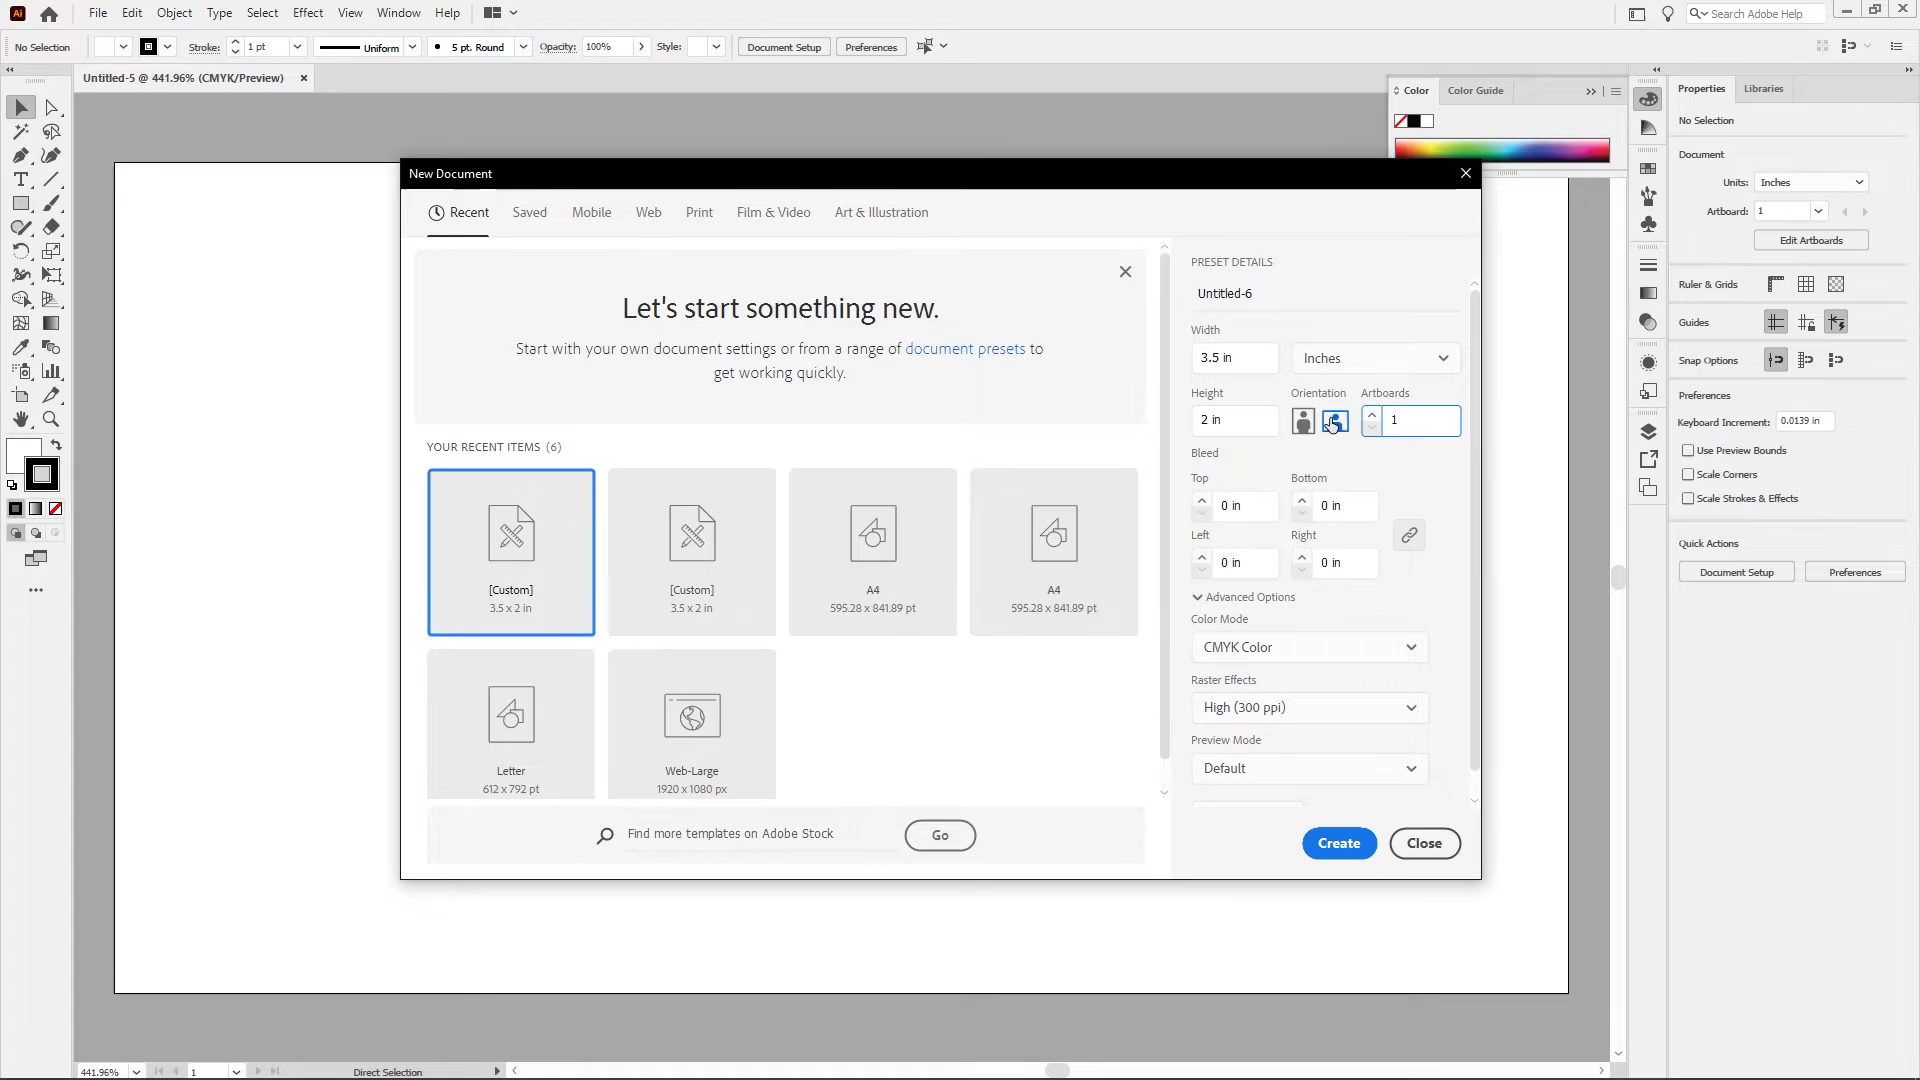 Ai File Edit Object Type Select Effect View Window Help Search Adobe Help
No Selection Stroke: 1 pt Uniform 5 pt. Round Opacity: 100% Style: Document Setup Preferences
Untitled-5 @ 441.96% (CMYK/Preview)
Color Color Guide
Properties Libraries
No Selection
Document
Units: Inches
Artboard: 1
Edit Artboards
Ruler & Grids
Guides
Snap Options
Preferences
Keyboard Increment: 0.0139 in
Use Preview Bounds
Scale Corners
Scale Strokes & Effects
Quick Actions
Document Setup Preferences
New Document
Recent Saved Mobile Web Print Film & Video Art & Illustration
Let's start something new.
Start with your own document settings or from a range of document presets to
get working quickly.
YOUR RECENT ITEMS (6)
[Custom]
3.5 x 2 in
[Custom]
3.5 x 2 in
A4
595.28 x 841.89 pt
A4
595.28 x 841.89 pt
Letter
612 x 792 pt
Web-Large
1920 x 1080 px
Find more templates on Adobe Stock Go
PRESET DETAILS
Untitled-6
Width
3.5 in Inches
Height Orientation Artboards
2 in 1
Bleed
Top Bottom
0 in 0 in
Left Right
0 in 0 in
Advanced Options
Color Mode
CMYK Color
Raster Effects
High (300 ppi)
Preview Mode
Default
Create Close
441.96% 1 Direct Selection